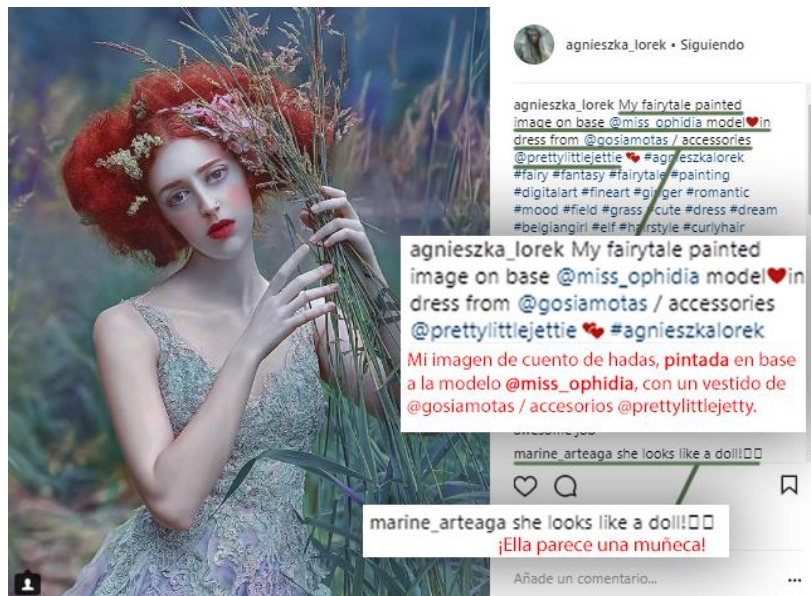 agnieszka_lorek • Siguiendo
agnieszka_lorek My fairytale painted
image on base @miss_ophidia model❤in
dress from @gosiamotas / accessories
@prettylittlejettie 💕 #agnieszkalorek
#fairy #fantasy #fairytale #painting
#digitalart #fineart #ginger #romantic
#mood #field #grass #cute #dress #dream
#belgiangirl #elf #hairstyle #curlyhair
agnieszka_lorek My fairytale painted
image on base @miss_ophidia model❤in
dress from @gosiamotas / accessories
@prettylittlejettie 💕 #agnieszkalorek
Mi imagen de cuento de hadas, pintada en base
a la modelo @miss_ophidia, con un vestido de
@gosiamotas / accesorios @prettylittlejetty.
awesome job
marine_arteaga she looks like a doll!▯▯
marine_arteaga she looks like a doll!▯▯
¡Ella parece una muñeca!
Añade un comentario...